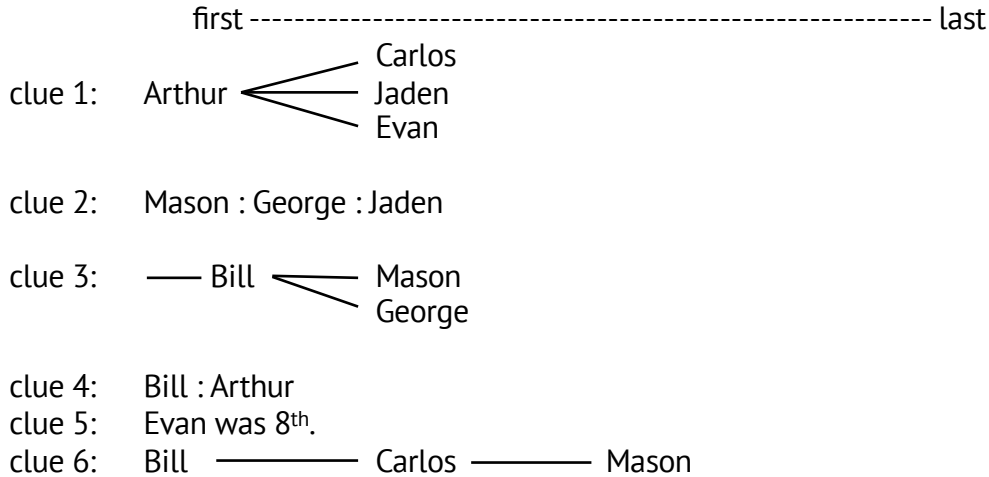 first ------------------------------------------------------------- last
Carlos
clue 1: Arthur Jaden
Evan
clue 2: Mason : George : Jaden
clue 3: Bill Mason
George
clue 4: Bill : Arthur
clue 5: Evan was 8th.
clue 6: Bill Carlos Mason